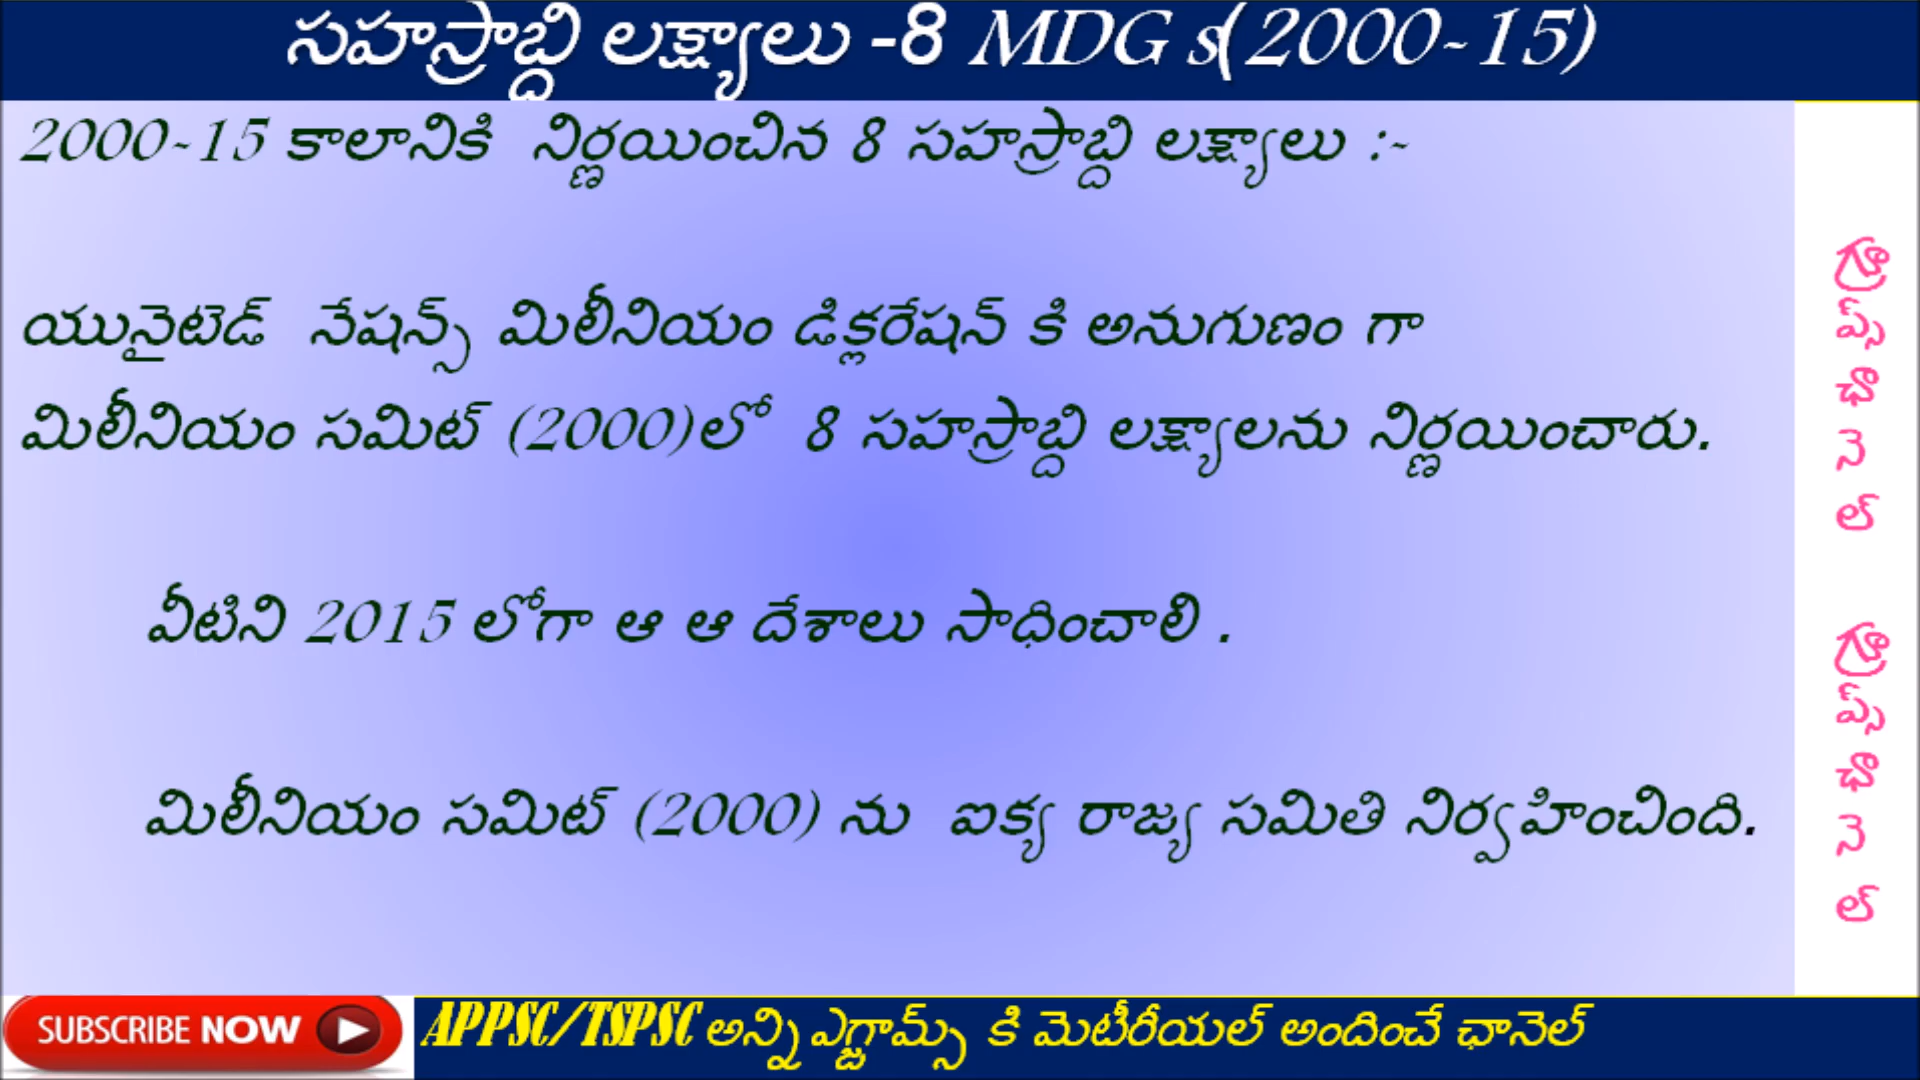 సహస్రాబ్ది లక్ష్యాలు -8 MDG s(2000-15)
2000-15 కాలానికి నిర్ణయించిన 8 సహస్రాబ్ది లక్ష్యాలు :-
యునైటెడ్ నేషన్స్ మిలీనియం డిక్లరేషన్ కి అనుగుణం గా
మిలీనియం సమిట్ (2000)లో 8 సహస్రాబ్ది లక్ష్యాలను నిర్ణయించారు.
వీటిని 2015 లోగా ఆ ఆ దేశాలు సాధించాలి .
మిలీనియం సమిట్ (2000) ను ఐక్య రాజ్య సమితి నిర్వహించింది.
గ్రూప్స్ ఛానెల్
గ్రూప్స్ ఛానెల్
SUBSCRIBE NOW
APPSC/TSPSC అన్ని ఎగ్జామ్స్ కి మెటీరీయల్ అందించే ఛానెల్